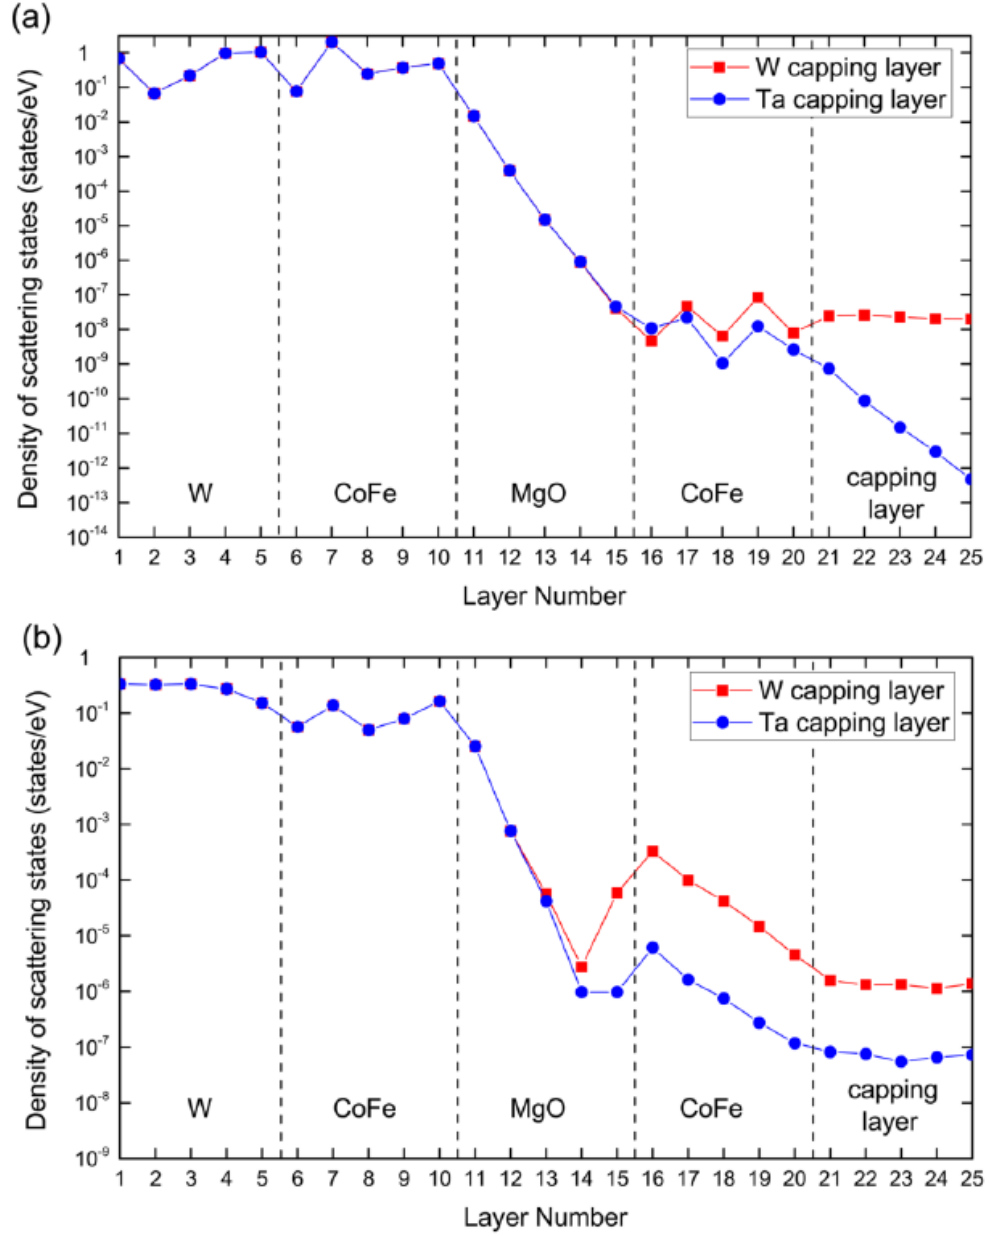 (a)
Density of scattering states (states/eV)
1
10⁻¹
10⁻²
10⁻³
10⁻⁴
10⁻⁵
10⁻⁶
10⁻⁷
10⁻⁸
10⁻⁹
10⁻¹⁰
10⁻¹¹
10⁻¹²
10⁻¹³
10⁻¹⁴
W capping layer
Ta capping layer
W CoFe MgO CoFe capping
layer
1 2 3 4 5 6 7 8 9 10 11 12 13 14 15 16 17 18 19 20 21 22 23 24 25
Layer Number
(b)
Density of scattering states (states/eV)
1
10⁻¹
10⁻²
10⁻³
10⁻⁴
10⁻⁵
10⁻⁶
10⁻⁷
10⁻⁸
10⁻⁹
W capping layer
Ta capping layer
W CoFe MgO CoFe capping
layer
1 2 3 4 5 6 7 8 9 10 11 12 13 14 15 16 17 18 19 20 21 22 23 24 25
Layer Number